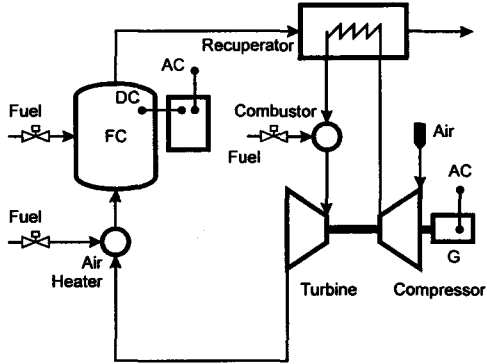 Recuperator
AC
DC
Fuel
FC
Combustor
Fuel
Air
AC
Fuel
Air
Heater
G
Turbine
Compressor